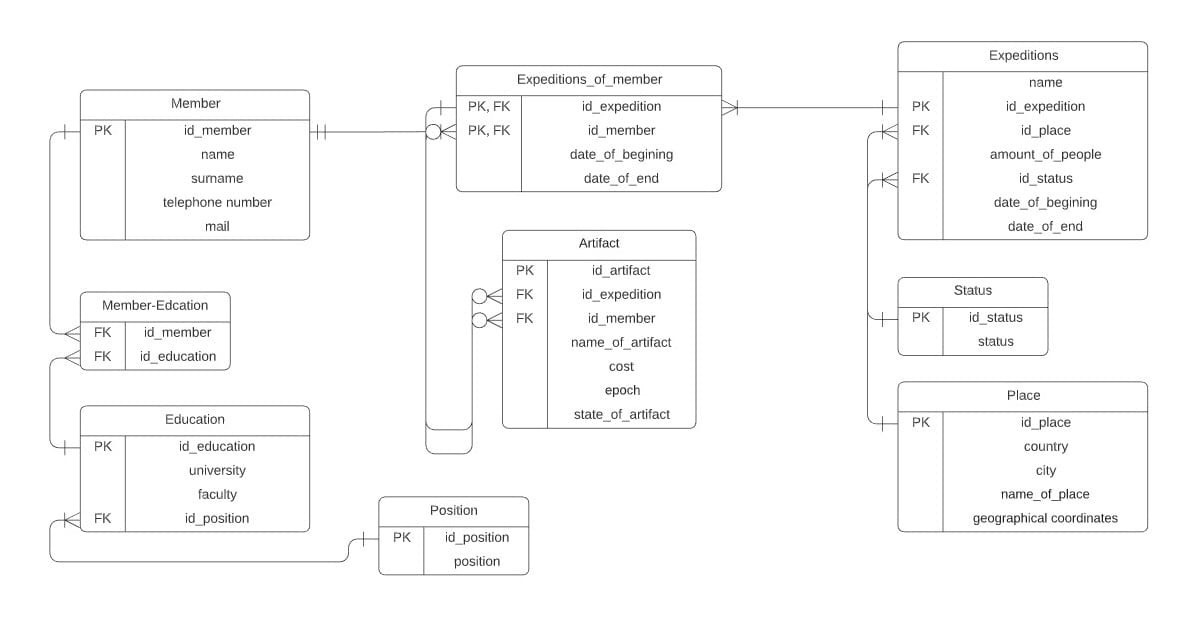 Member
PK id_member
name
surname
telephone number
mail
Member-Edcation
FK id_member
FK id_education
Education
PK id_education
university
faculty
FK id_position
Position
PK id_position
position
Expeditions_of_member
PK, FK id_expedition
PK, FK id_member
date_of_begining
date_of_end
Artifact
PK id_artifact
FK id_expedition
FK id_member
name_of_artifact
cost
epoch
state_of_artifact
Expeditions
name
PK id_expedition
FK id_place
amount_of_people
FK id_status
date_of_begining
date_of_end
Status
PK id_status
status
Place
PK id_place
country
city
name_of_place
geographical coordinates